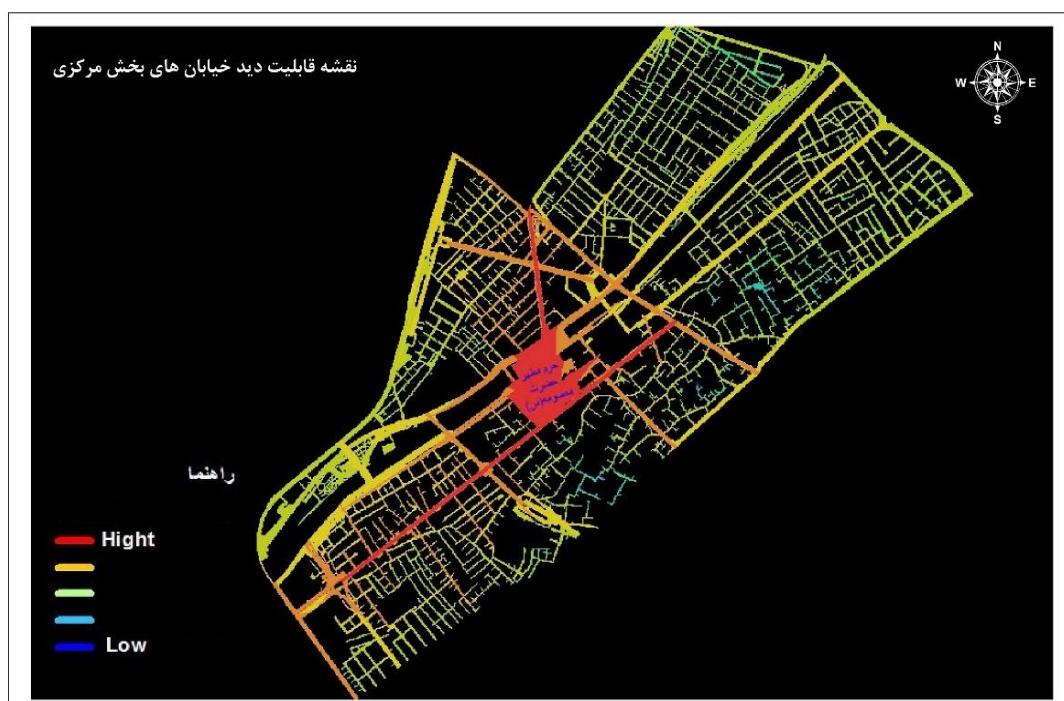 نقشه قابلیت دید خیابان های بخش مرکزی
N
W E
S
حرم مطهر
حضرت
معصومه(س)
راهنما
Hight
Low